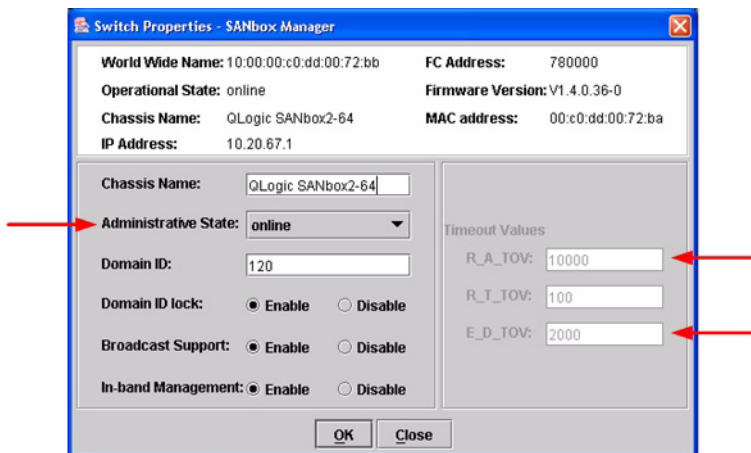 Switch Properties - SANbox Manager
World Wide Name: 10:00:00:c0:dd:00:72:bb
FC Address: 780000
Operational State: online
Firmware Version: V1.4.0.36-0
Chassis Name: QLogic SANbox2-64
MAC address: 00:c0:dd:00:72:ba
IP Address: 10.20.67.1
Chassis Name: QLogic SANbox2-64
Administrative State: online
Domain ID: 120
Domain ID lock: Enable Disable
Broadcast Support: Enable Disable
In-band Management: Enable Disable
Timeout Values
R_A_TOV: 10000
R_T_TOV: 100
E_D_TOV: 2000
OK Close